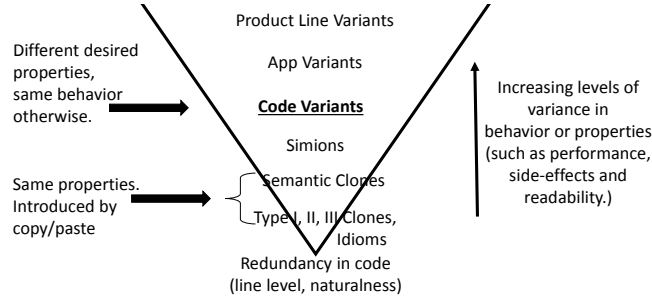 Product Line Variants
App Variants
Code Variants
Simions
Semantic Clones
Type I, II, III Clones,
Idioms
Redundancy in code
(line level, naturalness)
Different desired
properties,
same behavior
otherwise.
Same properties.
Introduced by
copy/paste
Increasing levels of
variance in
behavior or properties
(such as performance,
side-effects and
readability.)